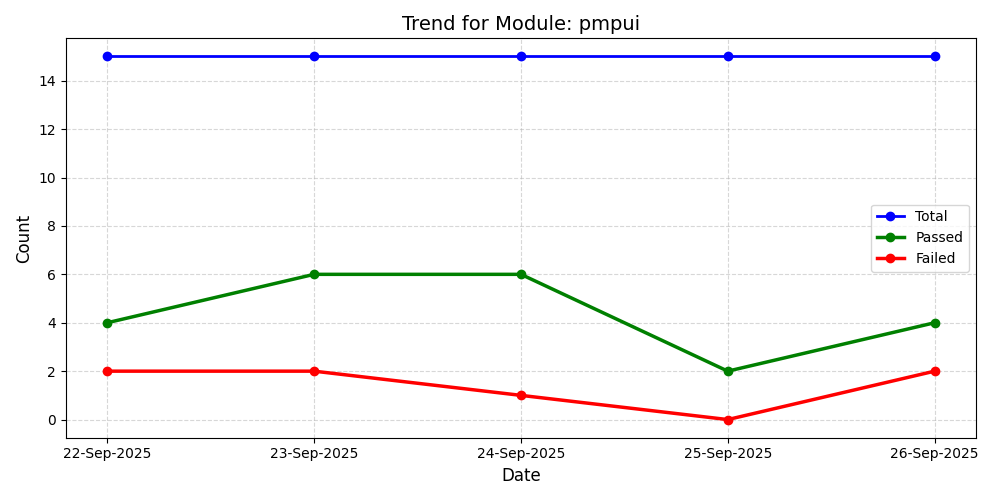 Trend for Module: pmpui
Count
14
12
10
8
6
4
2
0
Total
Passed
Failed
22-Sep-2025
23-Sep-2025
24-Sep-2025
25-Sep-2025
26-Sep-2025
Date